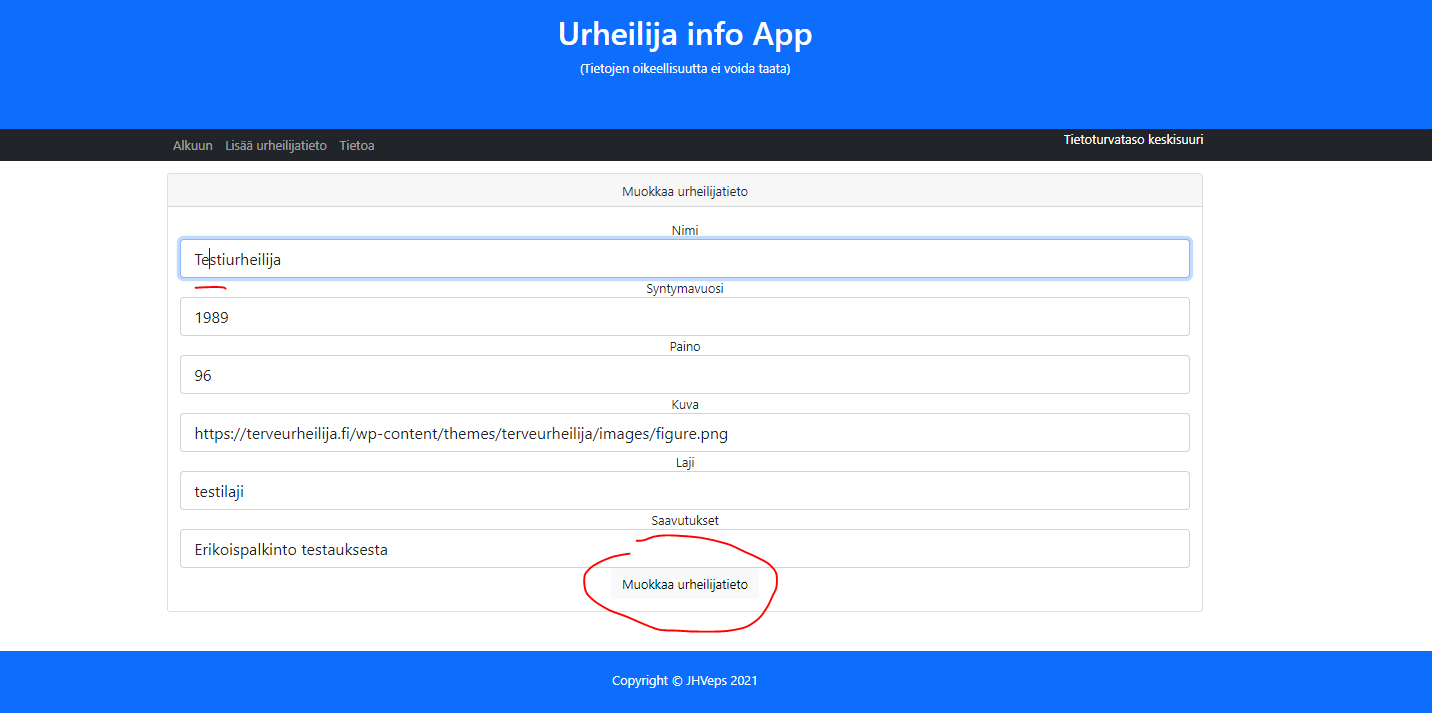 Urheilija info App
(Tietojen oikeellisuutta ei voida taata)
Alkuun Lisää urheilijatieto Tietoa Tietoturvataso keskisuuri
Muokkaa urheilijatieto
Nimi
Testiurheilija
Syntymavuosi
1989
Paino
96
Kuva
https://terveurheilija.fi/wp-content/themes/terveurheilija/images/figure.png
Laji
testilaji
Saavutukset
Erikoispalkinto testauksesta
Muokkaa urheilijatieto
Copyright © JHVeps 2021